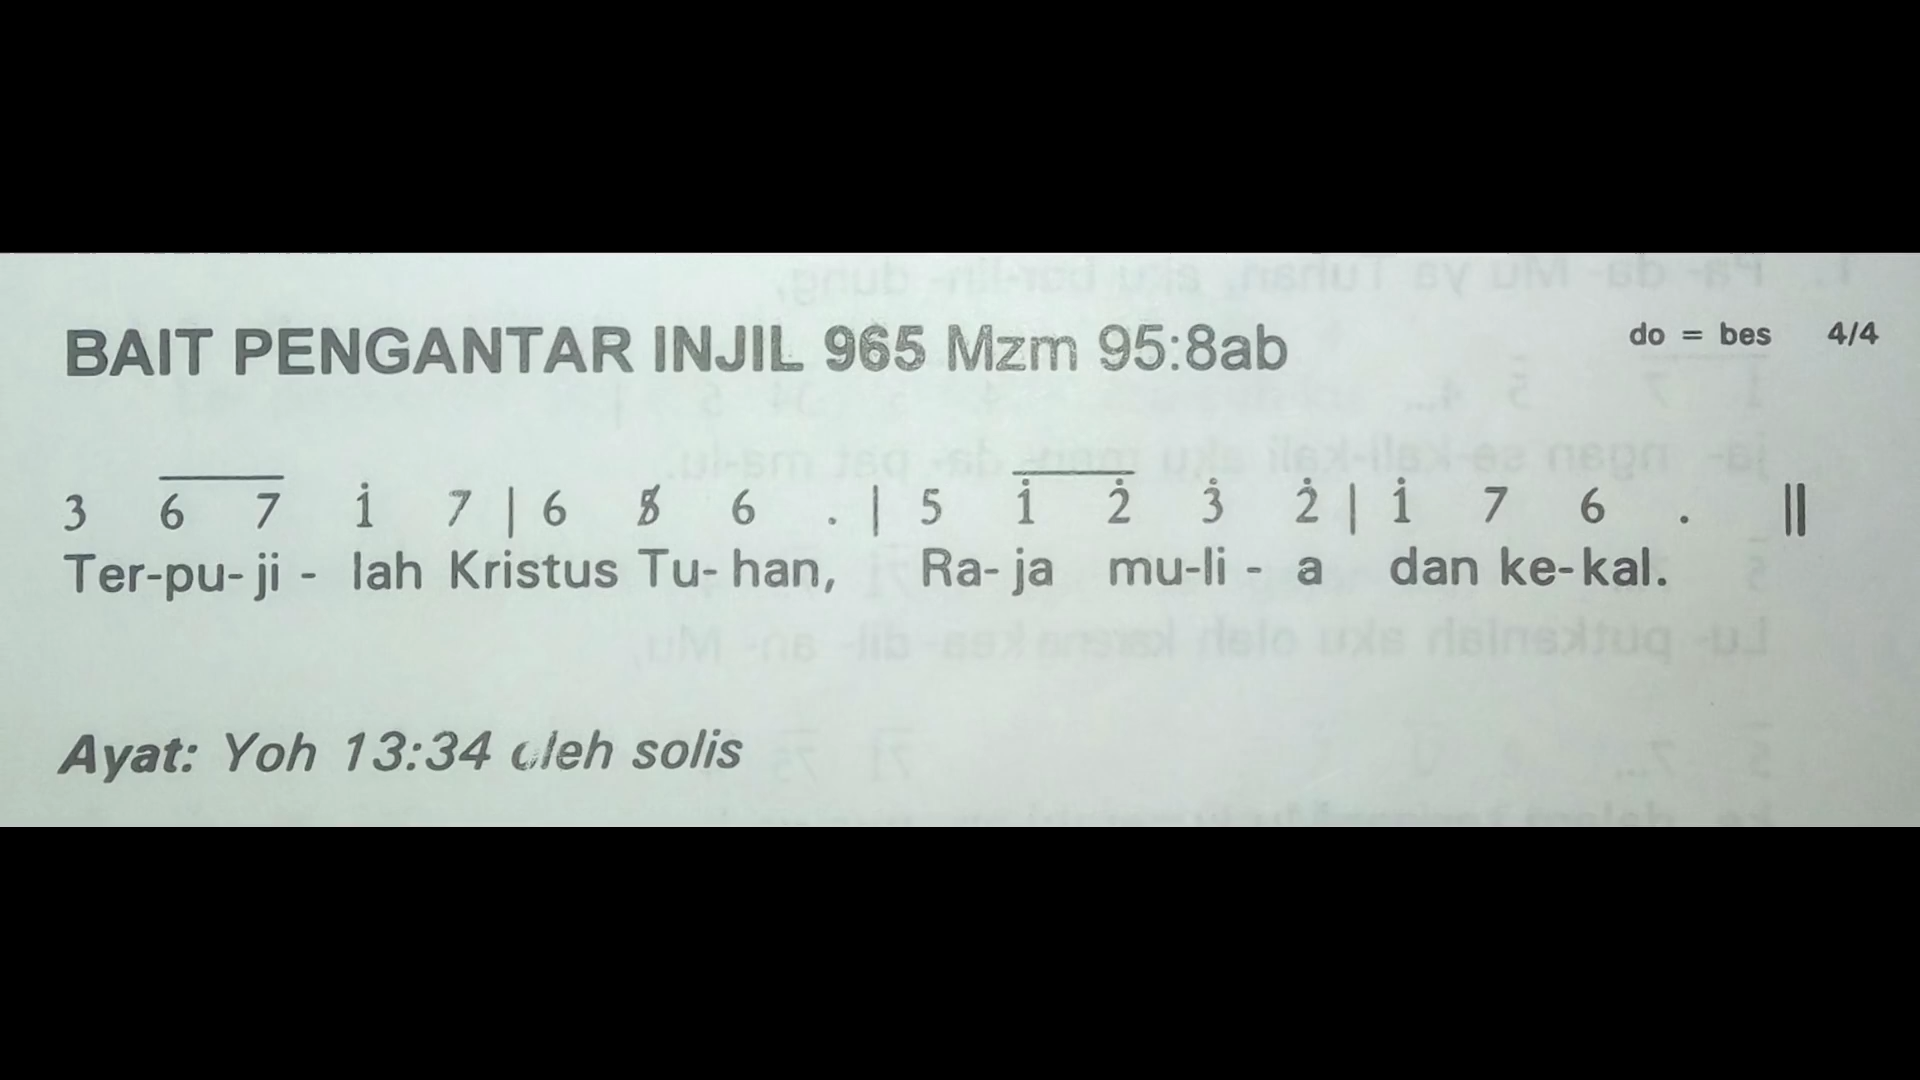 BAIT PENGANTAR INJIL 965 Mzm 95:8ab do = bes 4/4
3 6 7 i̇ 7 | 6 5̸ 6 . | 5 1̇ 2̇ 3̇ 2̇ | 1̇ 7 6 . ||
Ter-pu-ji - lah Kristus Tu-han, Ra-ja mu-li - a dan ke-kal.
Ayat: Yoh 13:34 oleh solis